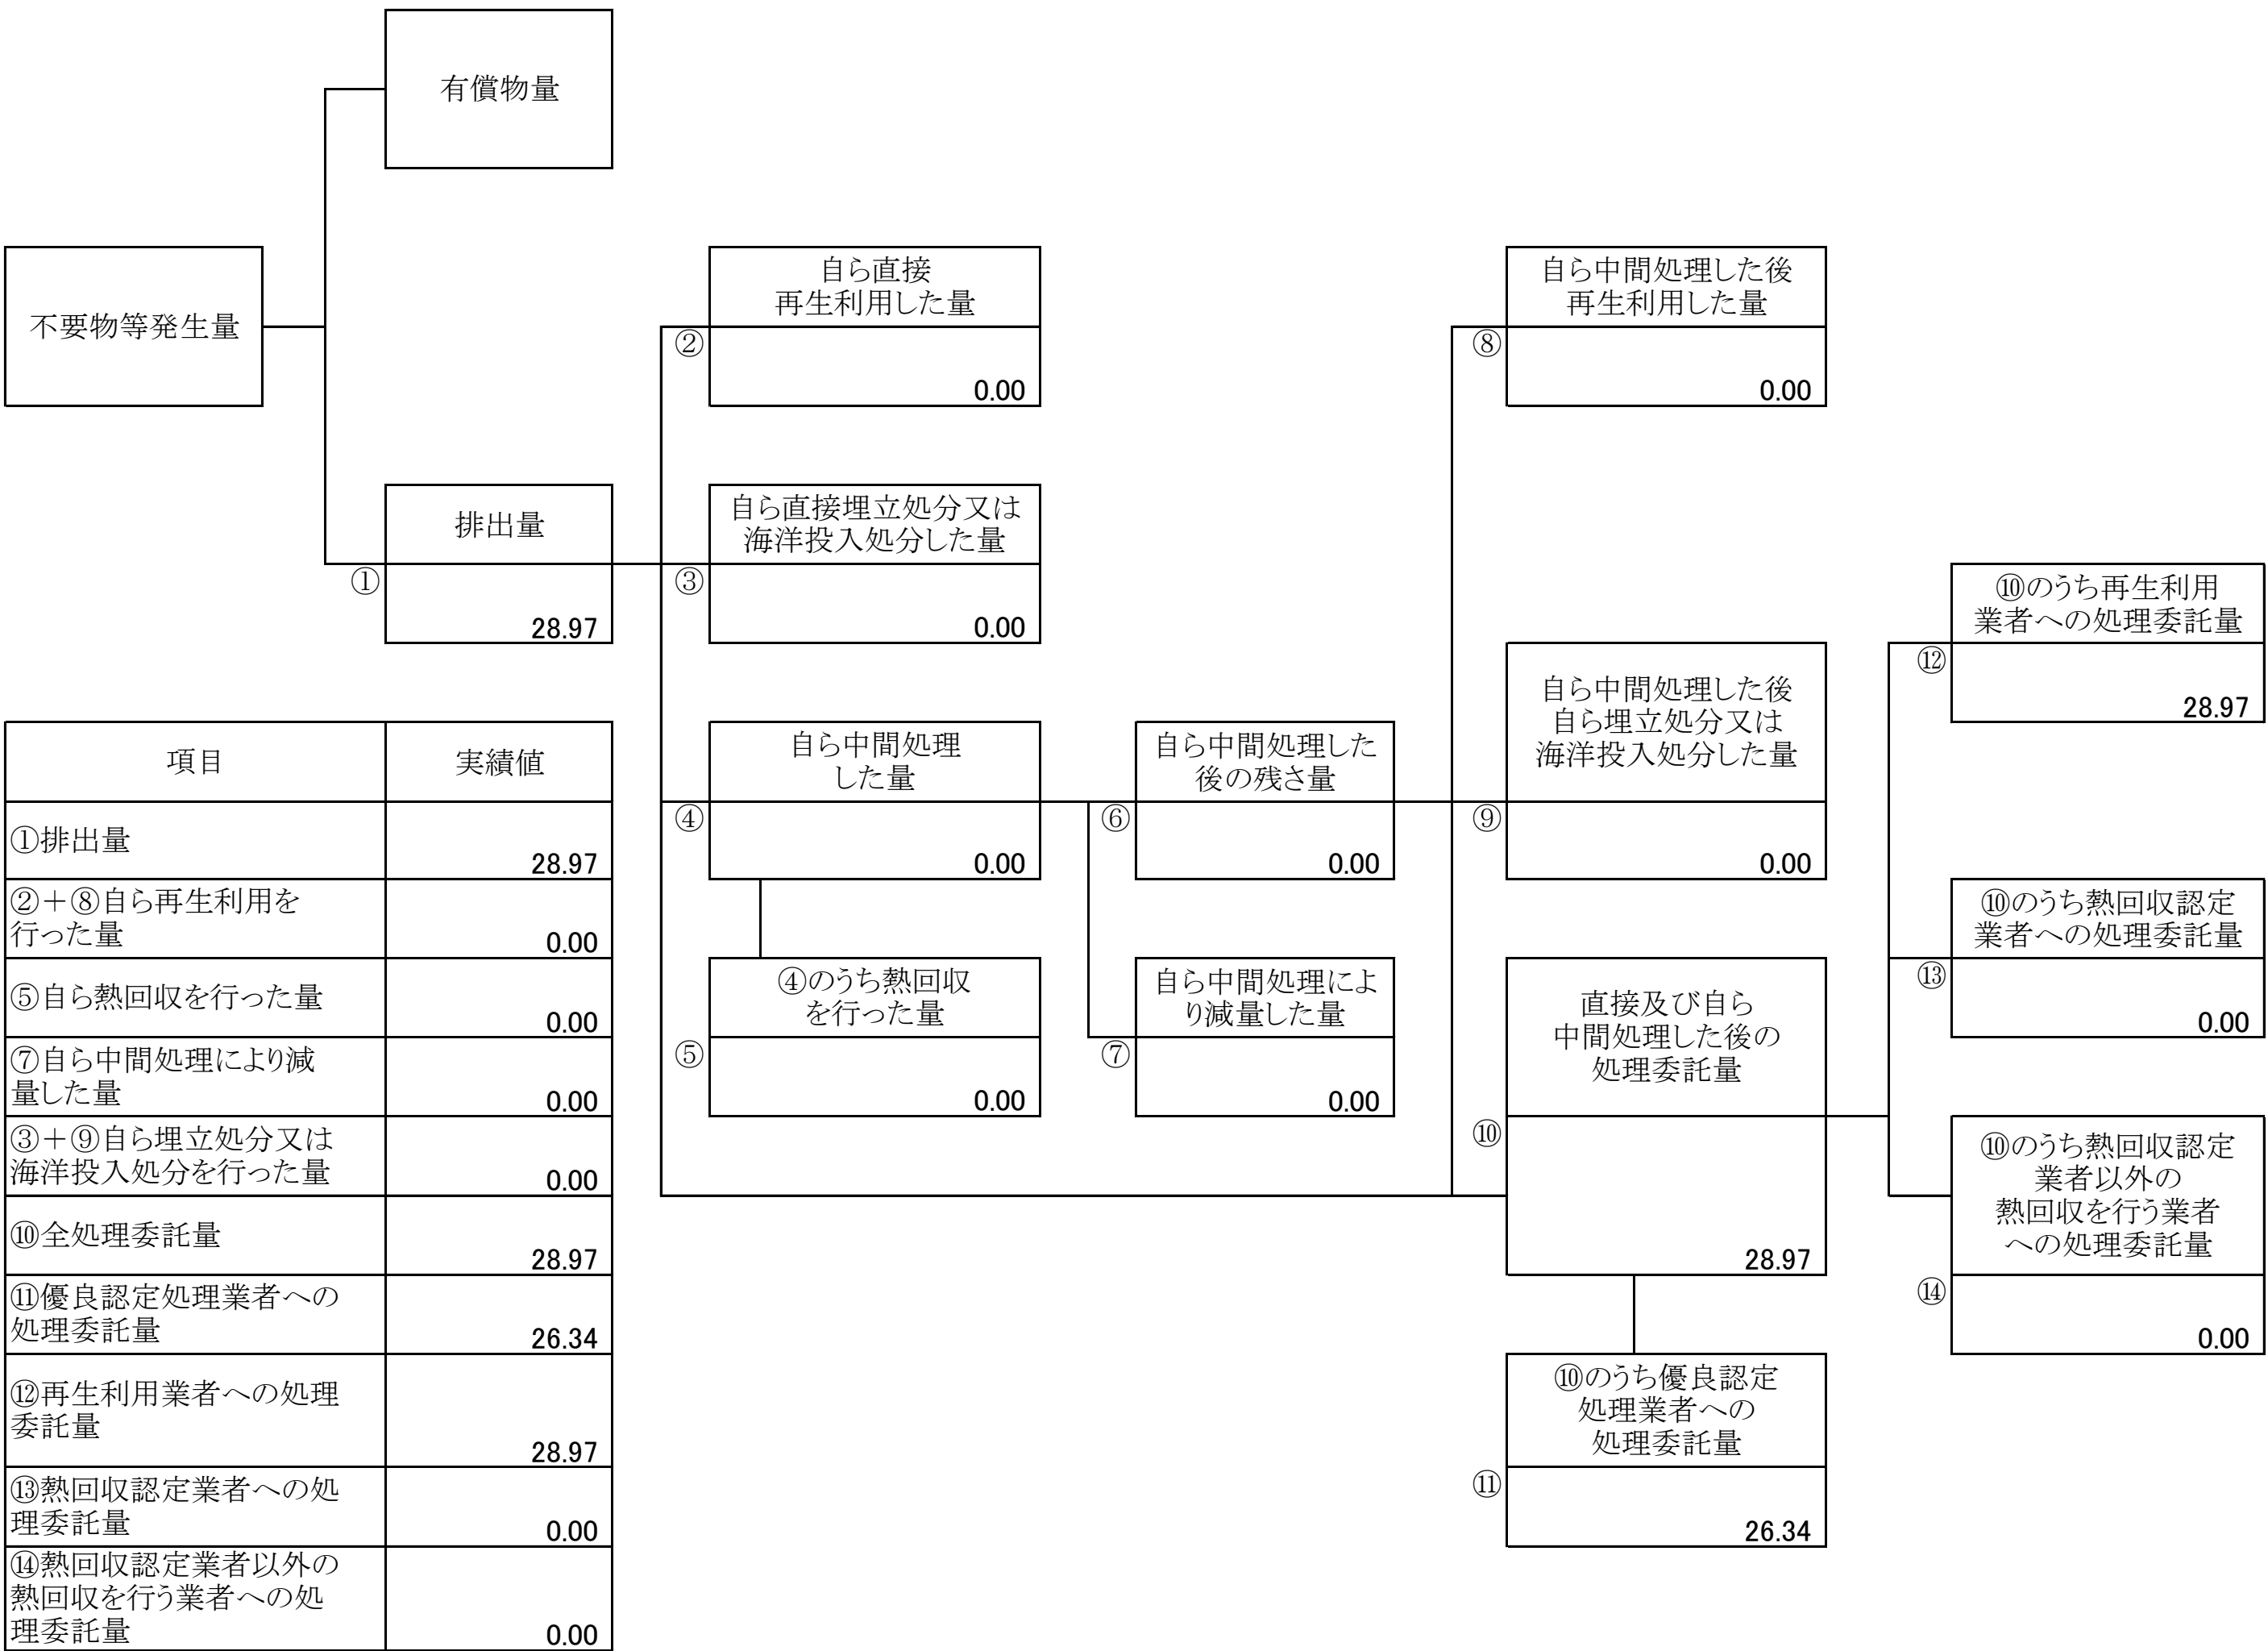 有償物量
不要物等発生量
自ら直接
再生利用した量
②
0.00
自ら中間処理した後
再生利用した量
⑧
0.00
排出量
①
28.97
自ら直接埋立処分又は
海洋投入処分した量
③
0.00
⑩のうち再生利用
業者への処理委託量
⑫
28.97
自ら中間処理
した量
④
0.00
自ら中間処理した
後の残さ量
⑥
0.00
自ら中間処理した後
自ら埋立処分又は
海洋投入処分した量
⑨
0.00
⑩のうち熱回収認定
業者への処理委託量
⑬
0.00
④のうち熱回収
を行った量
⑤
0.00
自ら中間処理によ
り減量した量
⑦
0.00
直接及び自ら
中間処理した後の
処理委託量
⑩
28.97
⑩のうち熱回収認定
業者以外の
熱回収を行う業者
への処理委託量
⑭
0.00
⑩のうち優良認定
処理業者への
処理委託量
⑪
26.34
項目
実績値
①排出量
28.97
②＋⑧自ら再生利用を
行った量
0.00
⑤自ら熱回収を行った量
0.00
⑦自ら中間処理により減
量した量
0.00
③＋⑨自ら埋立処分又は
海洋投入処分を行った量
0.00
⑩全処理委託量
28.97
⑪優良認定処理業者への
処理委託量
26.34
⑫再生利用業者への処理
委託量
28.97
⑬熱回収認定業者への処
理委託量
0.00
⑭熱回収認定業者以外の
熱回収を行う業者への処
理委託量
0.00